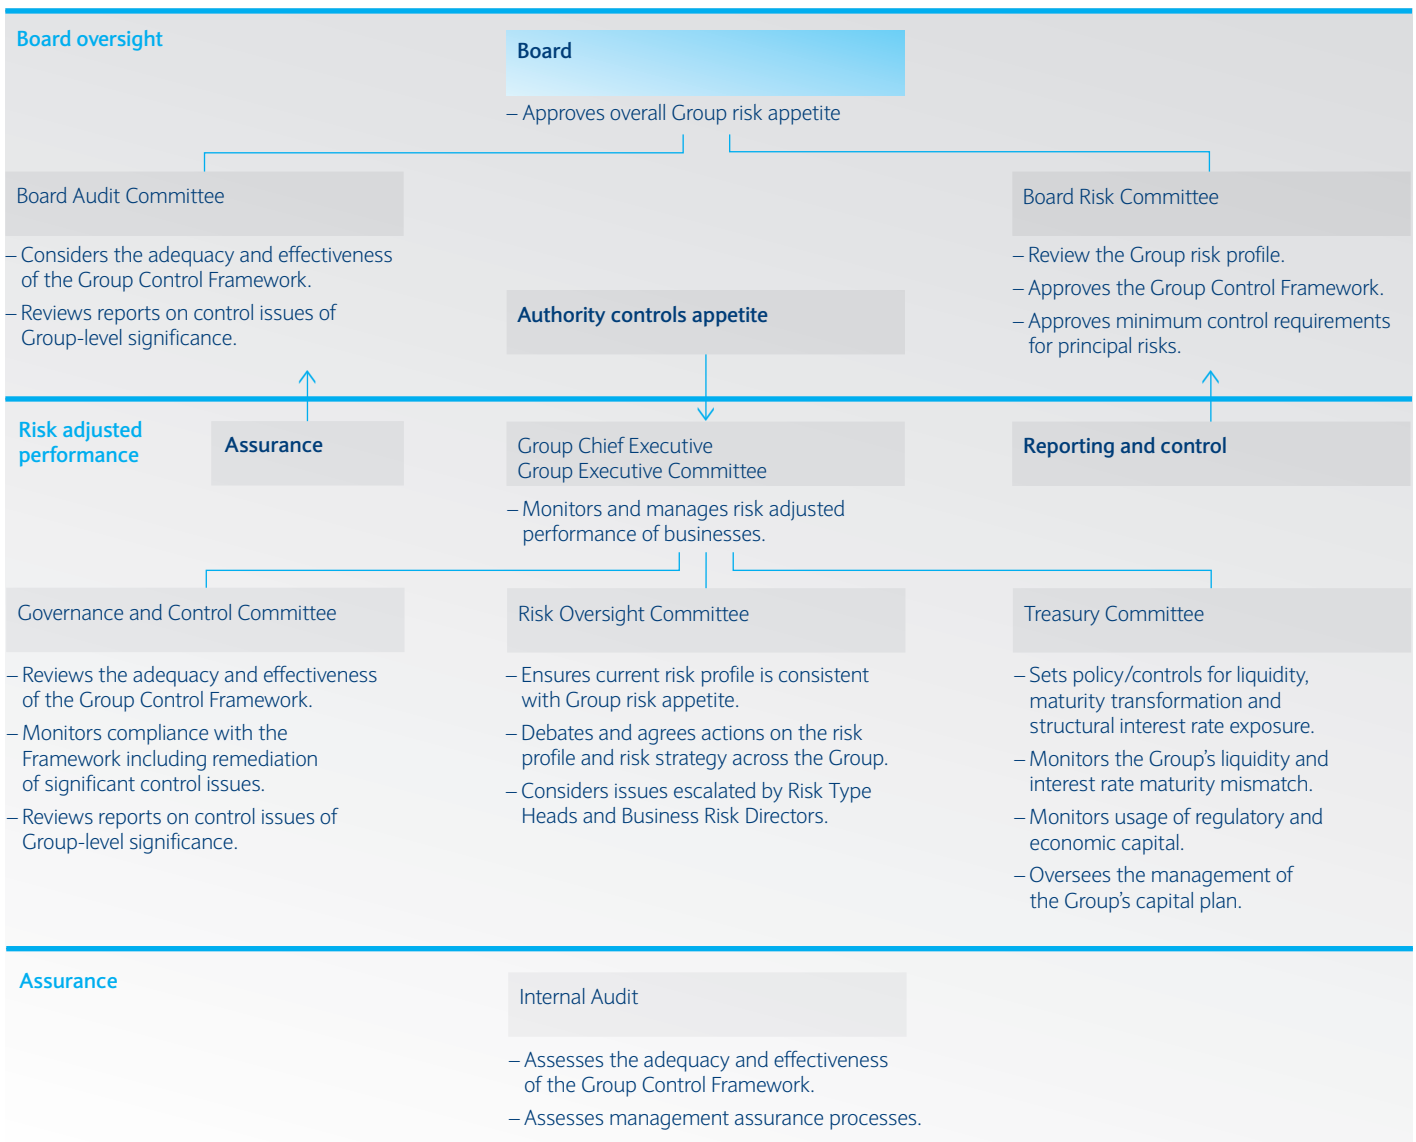 Board oversight
Board
– Approves overall Group risk appetite
Board Audit Committee
– Considers the adequacy and effectiveness
of the Group Control Framework.
– Reviews reports on control issues of
Group-level significance.
Board Risk Committee
– Review the Group risk profile.
– Approves the Group Control Framework.
– Approves minimum control requirements
for principal risks.
Authority controls appetite
Risk adjusted
performance
Assurance
Group Chief Executive
Group Executive Committee
– Monitors and manages risk adjusted
performance of businesses.
Reporting and control
Governance and Control Committee
– Reviews the adequacy and effectiveness
of the Group Control Framework.
– Monitors compliance with the
Framework including remediation
of significant control issues.
– Reviews reports on control issues of
Group-level significance.
Risk Oversight Committee
– Ensures current risk profile is consistent
with Group risk appetite.
– Debates and agrees actions on the risk
profile and risk strategy across the Group.
– Considers issues escalated by Risk Type
Heads and Business Risk Directors.
Treasury Committee
– Sets policy/controls for liquidity,
maturity transformation and
structural interest rate exposure.
– Monitors the Group’s liquidity and
interest rate maturity mismatch.
– Monitors usage of regulatory and
economic capital.
– Oversees the management of
the Group’s capital plan.
Assurance
Internal Audit
– Assesses the adequacy and effectiveness
of the Group Control Framework.
– Assesses management assurance processes.